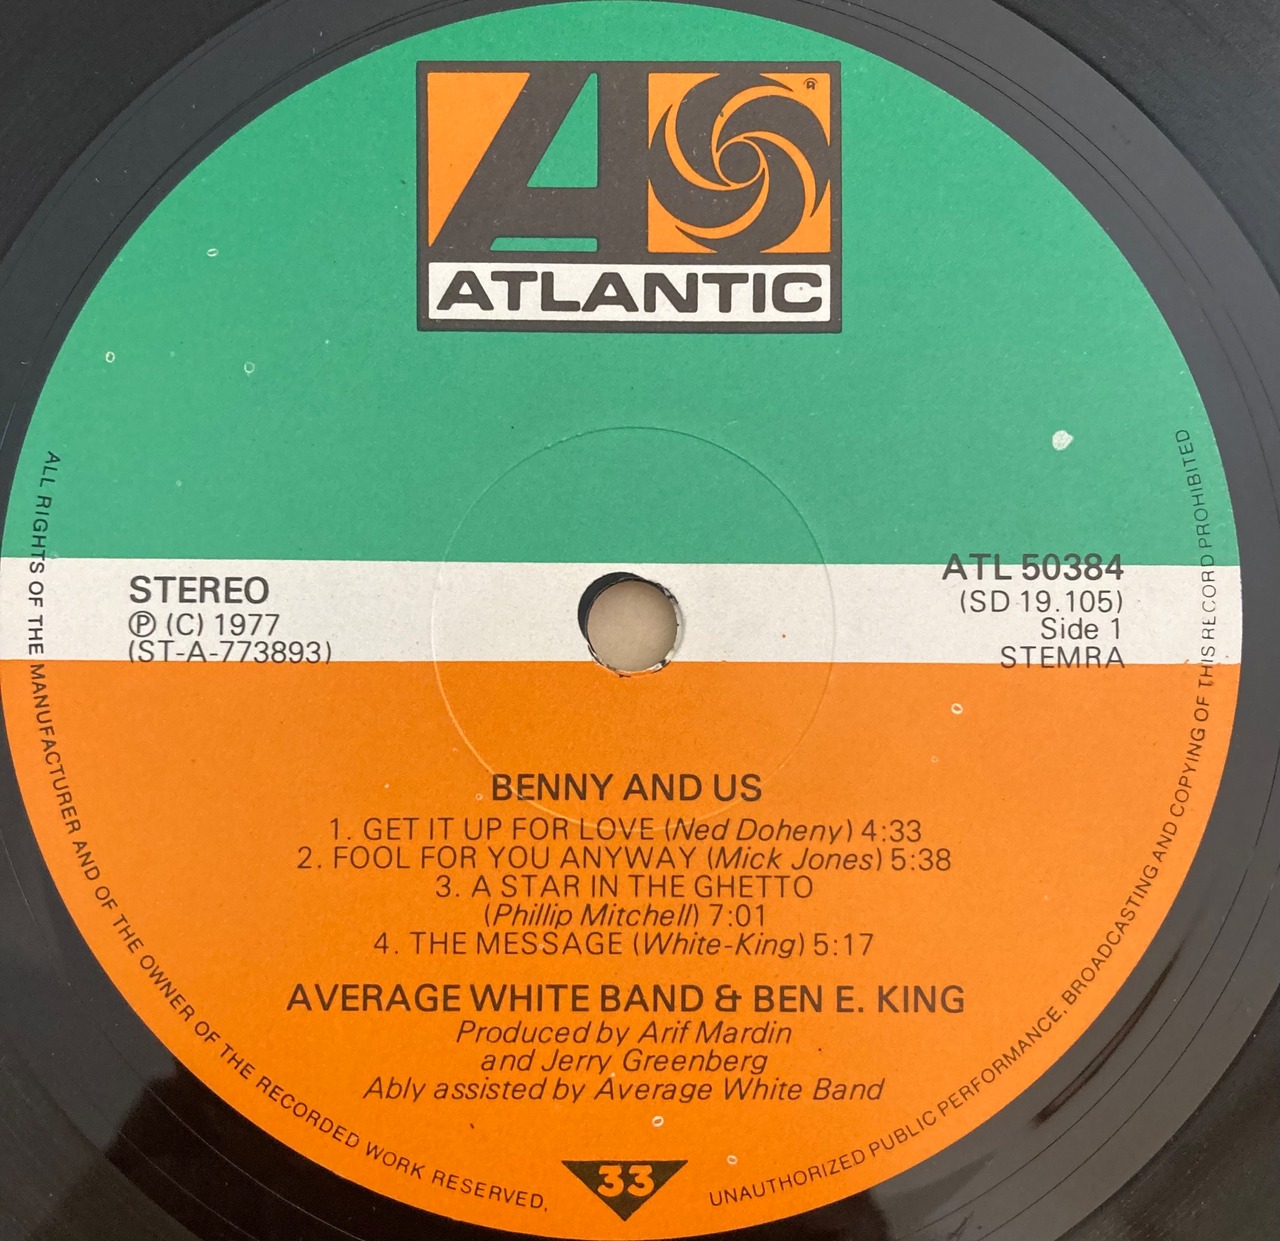 ATLANTIC
®
STEREO
℗ (C) 1977
(ST-A-773893)
ATL 50384
(SD 19.105)
Side 1
STEMRA
BENNY AND US
1. GET IT UP FOR LOVE (Ned Doheny) 4:33
2. FOOL FOR YOU ANYWAY (Mick Jones) 5:38
3. A STAR IN THE GHETTO
(Phillip Mitchell) 7:01
4. THE MESSAGE (White-King) 5:17
AVERAGE WHITE BAND & BEN E. KING
Produced by Arif Mardin
and Jerry Greenberg
Ably assisted by Average White Band
33
ALL RIGHTS OF THE MANUFACTURER AND OF THE OWNER OF THE RECORDED WORK RESERVED.
UNAUTHORIZED PUBLIC PERFORMANCE, BROADCASTING AND COPYING OF THIS RECORD PROHIBITED